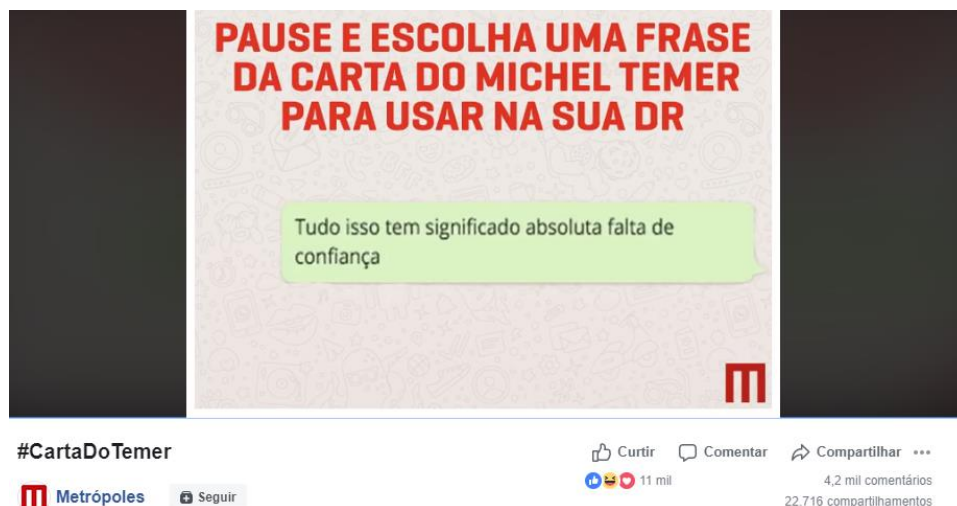 PAUSE E ESCOLHA UMA FRASE
DA CARTA DO MICHEL TEMER
PARA USAR NA SUA DR
Tudo isso tem significado absoluta falta de
confiança
M
#CartaDoTemer
Curtir Comentar Compartilhar
11 mil
4,2 mil comentários
M Metrópoles Seguir
22.716 compartilhamentos